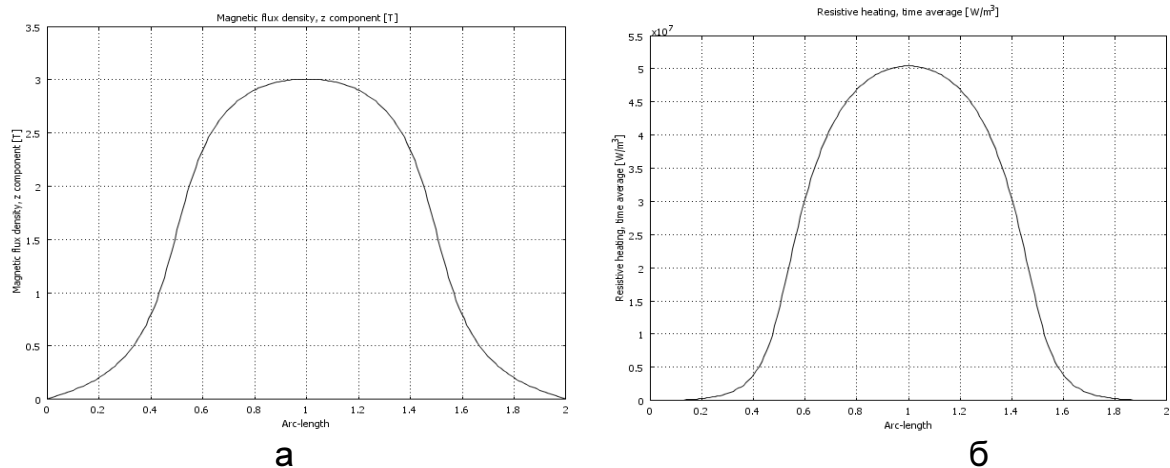 Magnetic flux density, z component [T]
3.5
3
2.5
2
1.5
1
0.5
0
Magnetic flux density, z component [T]
0 0.2 0.4 0.6 0.8 1 1.2 1.4 1.6 1.8 2
Arc-length
а
Resistive heating, time average [W/m³]
x10⁷
5.5
5
4.5
4
3.5
3
2.5
2
1.5
1
0.5
0
Resistive heating, time average [W/m³]
0 0.2 0.4 0.6 0.8 1 1.2 1.4 1.6 1.8 2
Arc-length
б